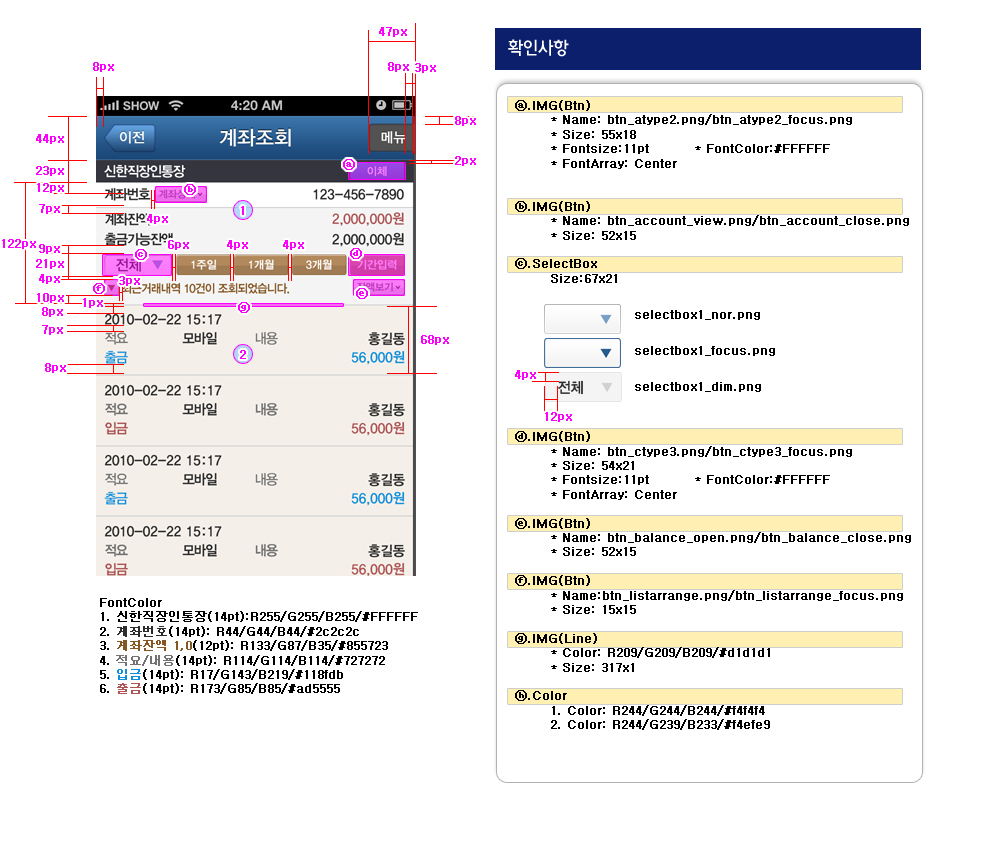 47px
8px
8px
3px
SHOW
4:20 AM
이전
계좌조회
메뉴
8px
44px
2px
신한직장인통장
ⓐ
이체
23px
12px
계좌번호
ⓑ
123-456-7890
7px
4px
①
계좌잔액
2,000,000원
출금가능잔액
2,000,000원
122px
9px
6px
4px
4px
ⓒ
ⓓ
21px
전체
1주일
1개월
3개월
기간입력
4px
3px
ⓕ
최근거래내역 10건이 조회되었습니다.
잔액보기
ⓔ
10px
1px
ⓖ
8px
2010-02-22 15:17
7px
적요
모바일
내용
홍길동
68px
②
출금
56,000원
8px
2010-02-22 15:17
적요
모바일
내용
홍길동
입금
56,000원
2010-02-22 15:17
적요
모바일
내용
홍길동
출금
56,000원
2010-02-22 15:17
적요
모바일
내용
홍길동
입금
56,000원
FontColor
1. 신한직장인통장(14pt):R255/G255/B255/#FFFFFF
2. 계좌번호(14pt): R44/G44/B44/#2c2c2c
3. 계좌잔액 1,0(12pt): R133/G87/B35/#855723
4. 적요/내용(14pt): R114/G114/B114/#727272
5. 입금(14pt): R17/G143/B219/#118fdb
6. 출금(14pt): R173/G85/B85/#ad5555
확인사항
ⓐ.IMG(Btn)
* Name: btn_atype2.png/btn_atype2_focus.png
* Size: 55x18
* Fontsize:11pt * FontColor:#FFFFFF
* FontArray: Center
ⓑ.IMG(Btn)
* Name: btn_account_view.png/btn_account_close.png
* Size: 52x15
ⓒ.SelectBox
Size:67x21
selectbox1_nor.png
selectbox1_focus.png
4px
전체
selectbox1_dim.png
12px
ⓓ.IMG(Btn)
* Name: btn_ctype3.png/btn_ctype3_focus.png
* Size: 54x21
* Fontsize:11pt * FontColor:#FFFFFF
* FontArray: Center
ⓔ.IMG(Btn)
* Name: btn_balance_open.png/btn_balance_close.png
* Size: 52x15
ⓕ.IMG(Btn)
* Name:btn_listarrange.png/btn_listarrange_focus.png
* Size: 15x15
ⓖ.IMG(Line)
* Color: R209/G209/B209/#d1d1d1
* Size: 317x1
ⓗ.Color
1. Color: R244/G244/B244/#f4f4f4
2. Color: R244/G239/B233/#f4efe9